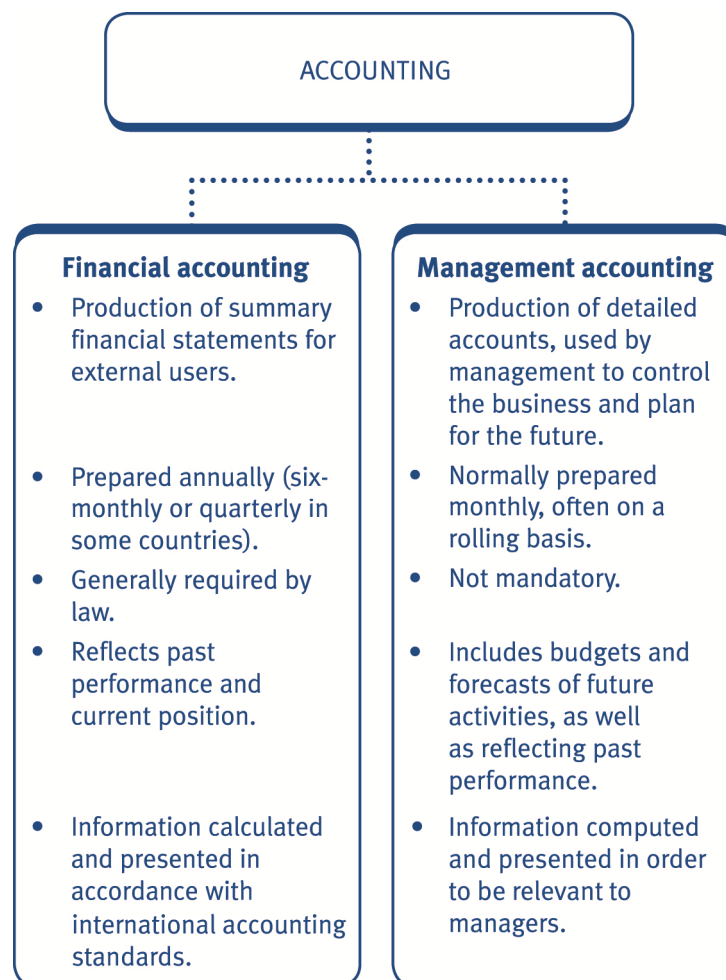 ACCOUNTING
Financial accounting
• Production of summary
financial statements for
external users.
• Prepared annually (six-
monthly or quarterly in
some countries).
• Generally required by
law.
• Reflects past
performance and
current position.
• Information calculated
and presented in
accordance with
international accounting
standards.
Management accounting
• Production of detailed
accounts, used by
management to control
the business and plan
for the future.
• Normally prepared
monthly, often on a
rolling basis.
• Not mandatory.
• Includes budgets and
forecasts of future
activities, as well
as reflecting past
performance.
• Information computed
and presented in order
to be relevant to
managers.